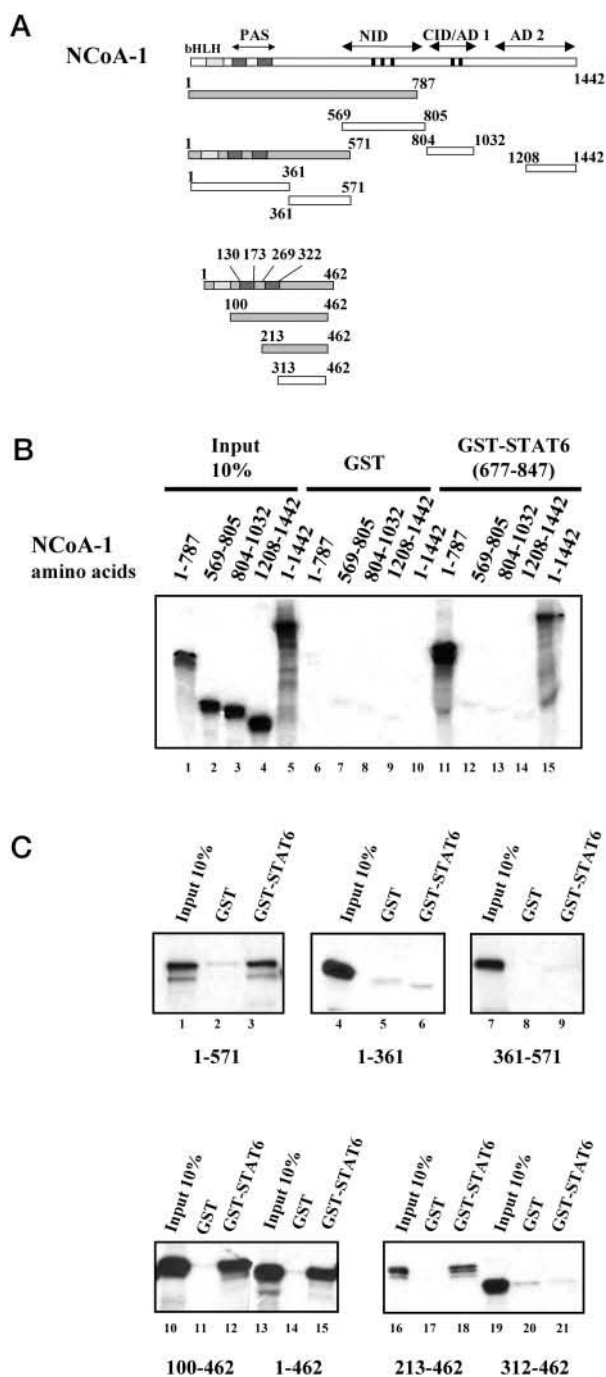 A
NCoA-1
bHLH PAS NID CID/AD 1 AD 2
1442
1 787
569 805
1 571 804 1032
1208 1442
1 361
361 571
130 173 269 322
1 462
100 462
213 462
313 462
B
Input 10% GST GST-STAT6 (677-847)
NCoA-1 amino acids
1-787 569-805 804-1032 1208-1442 1-1442 1-787 569-805 804-1032 1208-1442 1-1442 1-787 569-805 804-1032 1208-1442 1-1442
1 2 3 4 5 6 7 8 9 10 11 12 13 14 15
C
Input 10% GST GST-STAT6 Input 10% GST GST-STAT6 Input 10% GST GST-STAT6
1 2 3 4 5 6 7 8 9
1-571 1-361 361-571
Input 10% GST GST-STAT6 Input 10% GST GST-STAT6 Input 10% GST GST-STAT6 Input 10% GST GST-STAT6
10 11 12 13 14 15 16 17 18 19 20 21
100-462 1-462 213-462 312-462